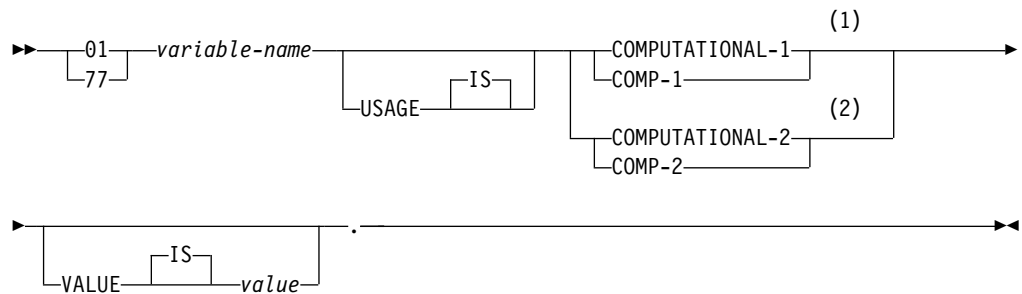 (1)
01 variable-name COMPUTATIONAL-1
77 IS COMP-1
USAGE (2)
COMPUTATIONAL-2
COMP-2
.
IS
VALUE value